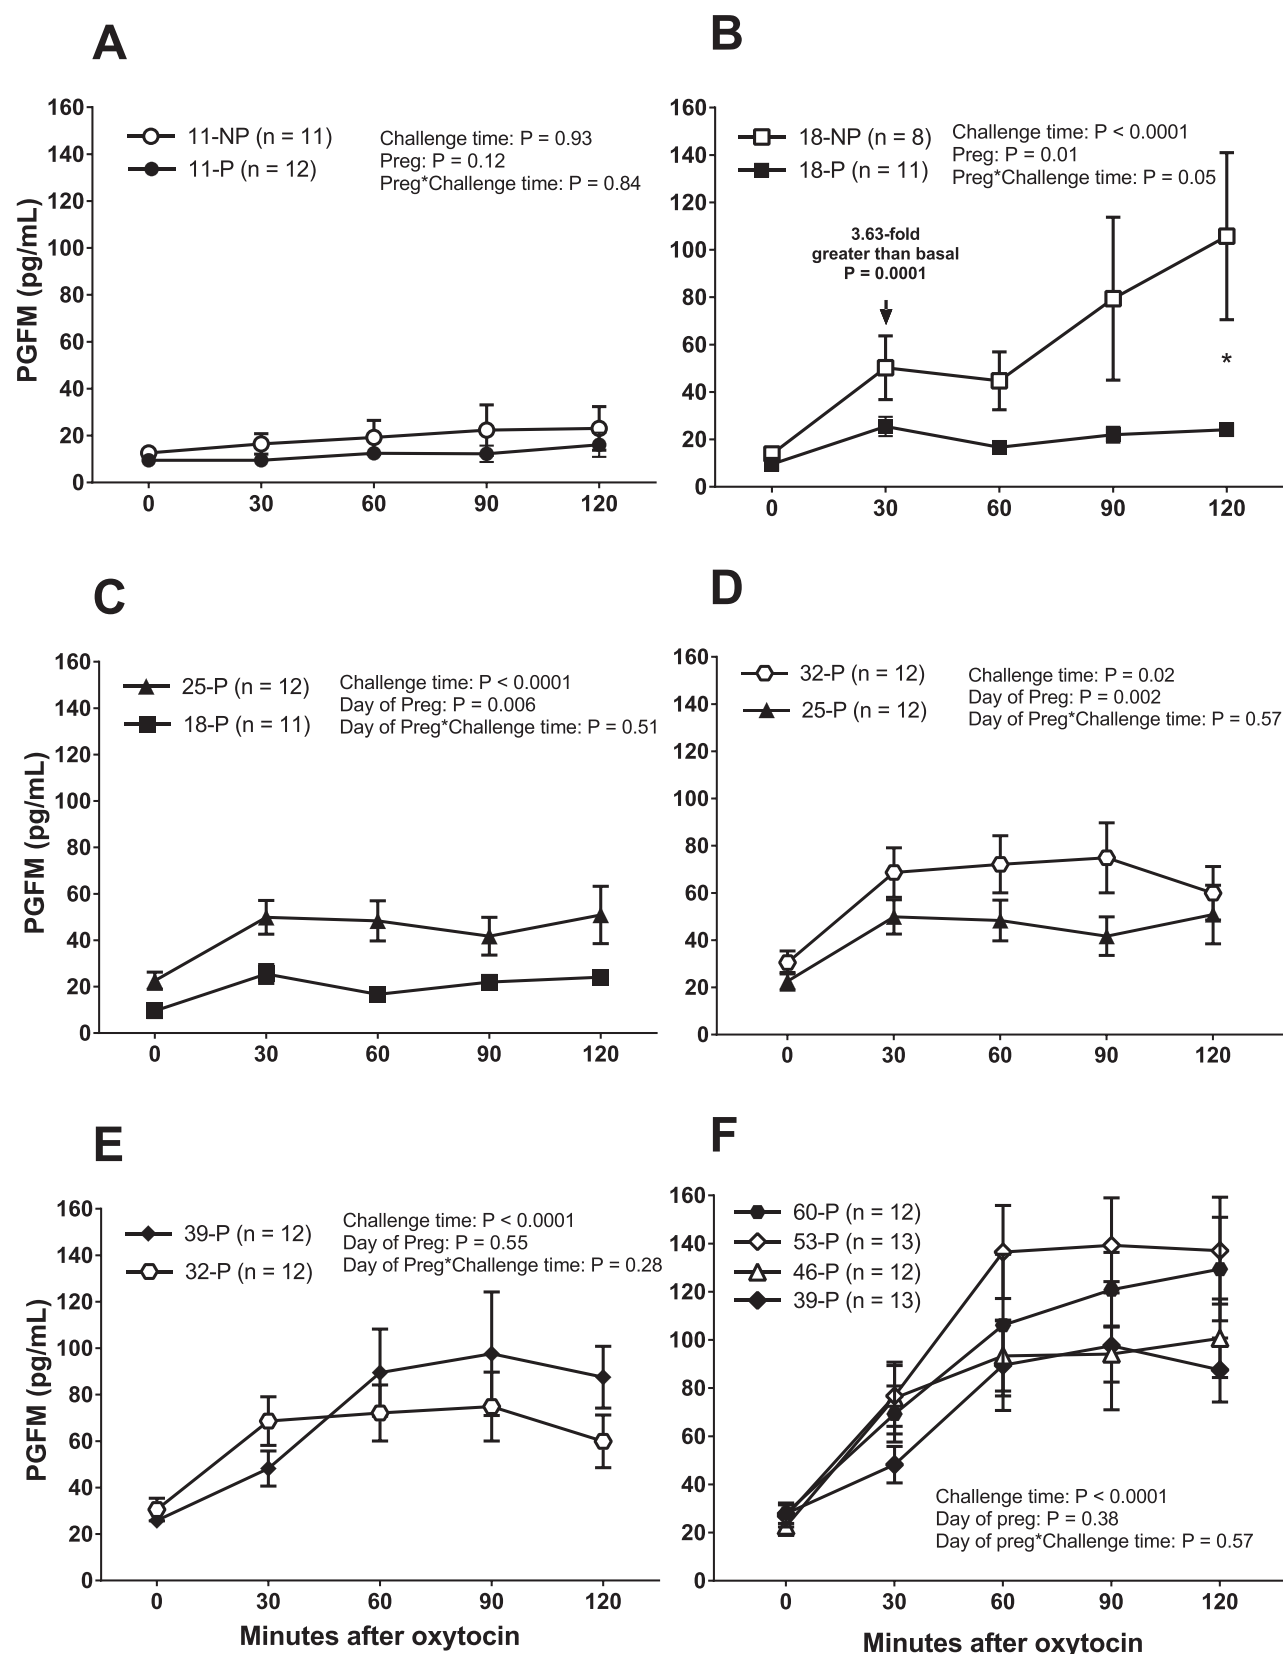 A
160
140
120
100
80
60
40
20
0
PGFM (pg/mL)
11-NP (n = 11)
11-P (n = 12)
Challenge time: P = 0.93
Preg: P = 0.12
Preg*Challenge time: P = 0.84
0 30 60 90 120
B
160
140
120
100
80
60
40
20
0
18-NP (n = 8)
18-P (n = 11)
Challenge time: P < 0.0001
Preg: P = 0.01
Preg*Challenge time: P = 0.05
3.63-fold
greater than basal
P = 0.0001
*
0 30 60 90 120
C
160
140
120
100
80
60
40
20
0
PGFM (pg/mL)
25-P (n = 12)
18-P (n = 11)
Challenge time: P < 0.0001
Day of Preg: P = 0.006
Day of Preg*Challenge time: P = 0.51
0 30 60 90 120
D
160
140
120
100
80
60
40
20
0
32-P (n = 12)
25-P (n = 12)
Challenge time: P = 0.02
Day of Preg: P = 0.002
Day of Preg*Challenge time: P = 0.57
0 30 60 90 120
E
160
140
120
100
80
60
40
20
0
PGFM (pg/mL)
39-P (n = 12)
32-P (n = 12)
Challenge time: P < 0.0001
Day of Preg: P = 0.55
Day of Preg*Challenge time: P = 0.28
0 30 60 90 120
Minutes after oxytocin
F
160
140
120
100
80
60
40
20
0
60-P (n = 12)
53-P (n = 13)
46-P (n = 12)
39-P (n = 13)
Challenge time: P < 0.0001
Day of preg: P = 0.38
Day of preg*Challenge time: P = 0.57
0 30 60 90 120
Minutes after oxytocin